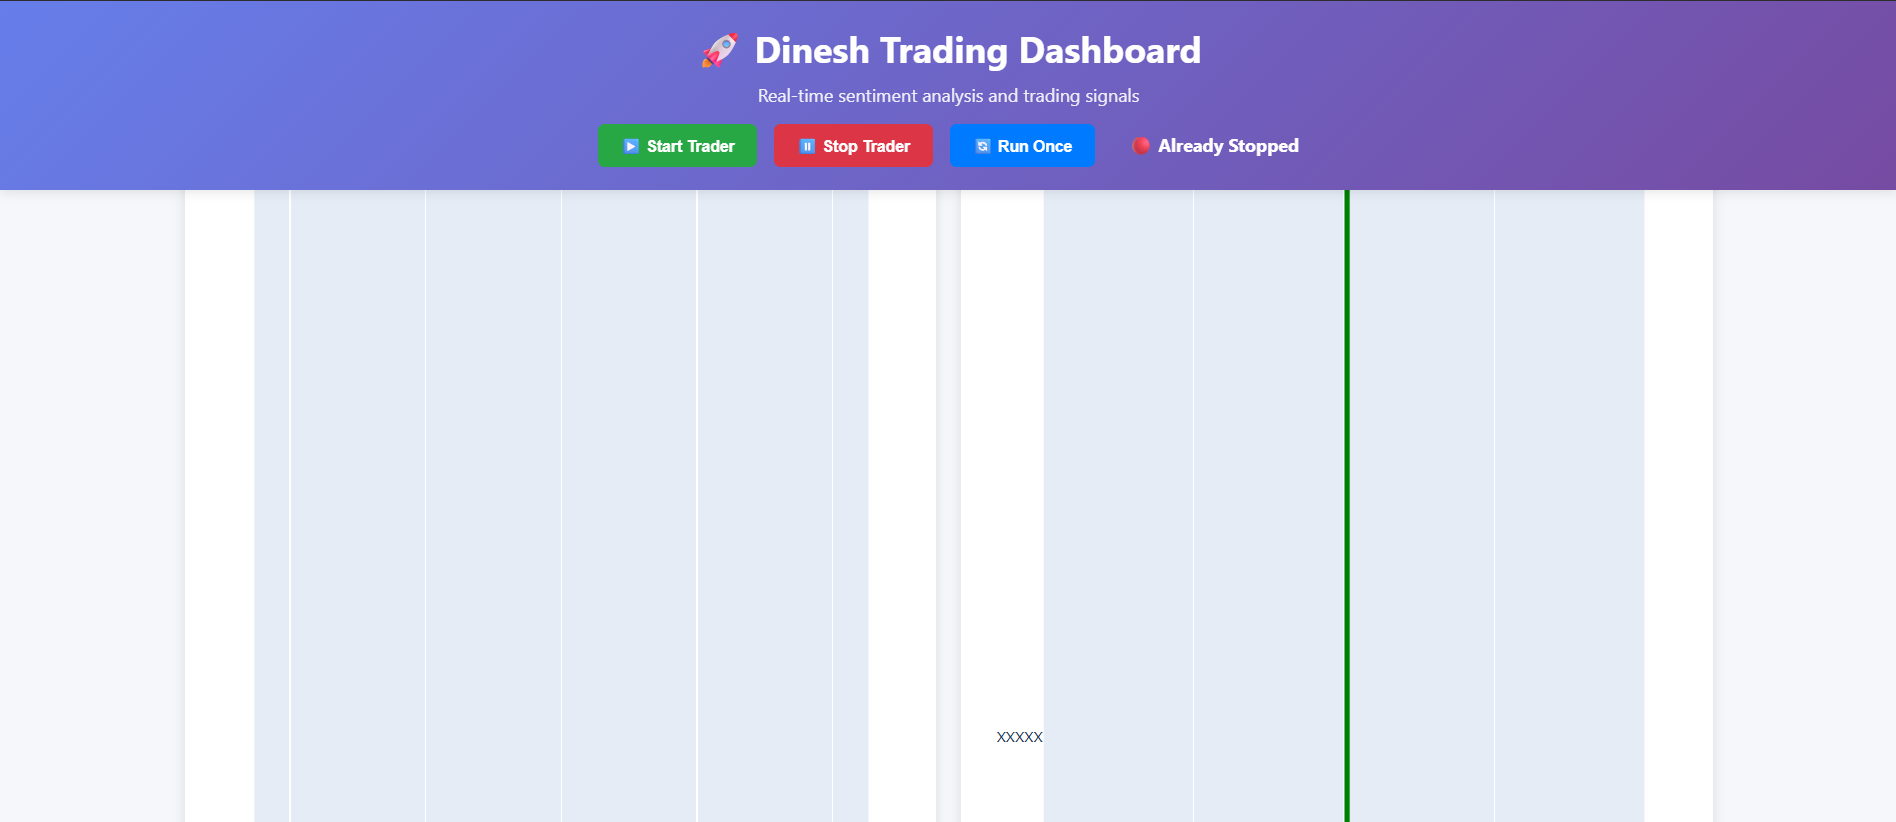 Dinesh Trading Dashboard
Real-time sentiment analysis and trading signals
Start Trader
Stop Trader
Run Once
Already Stopped
XXXXX